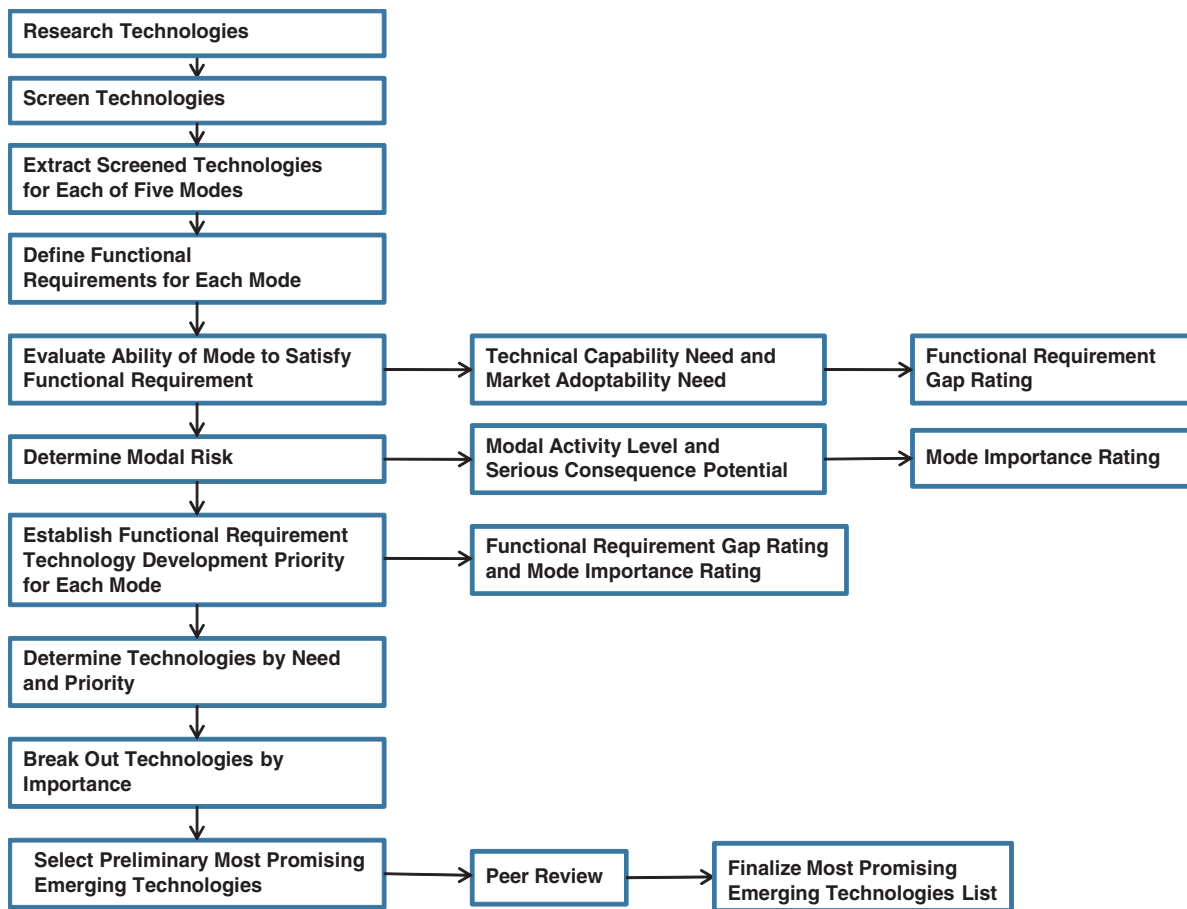 Research Technologies
Screen Technologies
Extract Screened Technologies
for Each of Five Modes
Define Functional
Requirements for Each Mode
Evaluate Ability of Mode to Satisfy
Functional Requirement
Technical Capability Need and
Market Adoptability Need
Functional Requirement
Gap Rating
Determine Modal Risk
Modal Activity Level and
Serious Consequence Potential
Mode Importance Rating
Establish Functional Requirement
Technology Development Priority
for Each Mode
Functional Requirement Gap Rating
and Mode Importance Rating
Determine Technologies by Need
and Priority
Break Out Technologies by
Importance
Select Preliminary Most Promising
Emerging Technologies
Peer Review
Finalize Most Promising
Emerging Technologies List